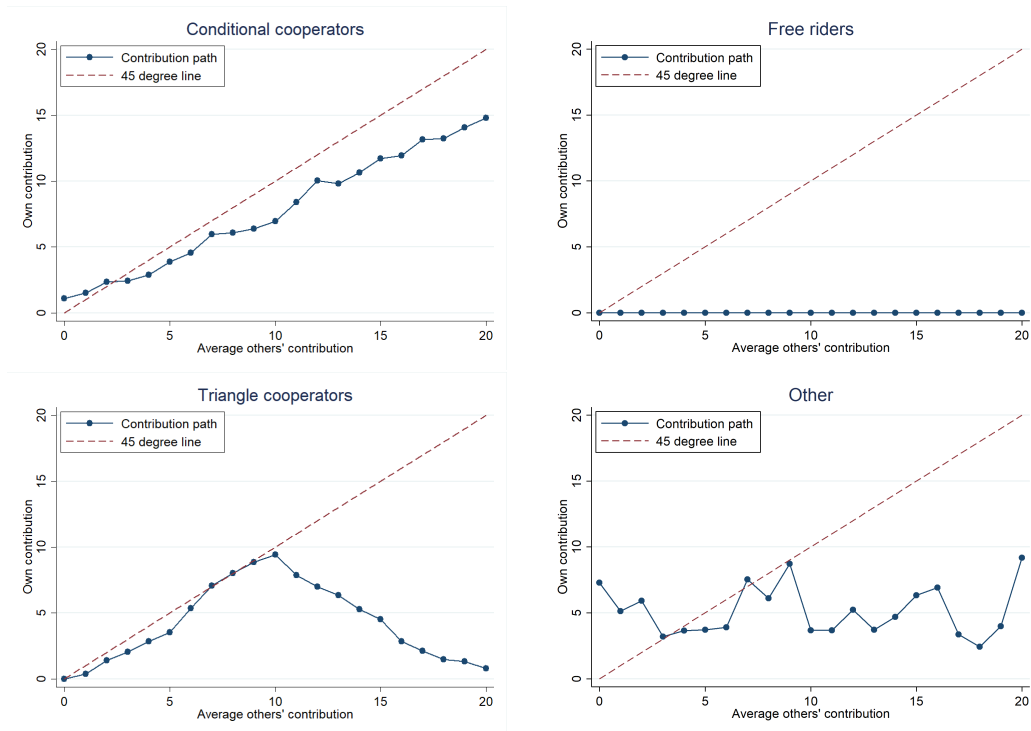 Conditional cooperators
Contribution path
45 degree line
Own contribution
20
15
10
5
0
0 5 10 15 20
Average others' contribution
Free riders
Contribution path
45 degree line
Own contribution
20
15
10
5
0
0 5 10 15 20
Average others' contribution
Triangle cooperators
Contribution path
45 degree line
Own contribution
20
15
10
5
0
0 5 10 15 20
Average others' contribution
Other
Contribution path
45 degree line
Own contribution
20
15
10
5
0
0 5 10 15 20
Average others' contribution